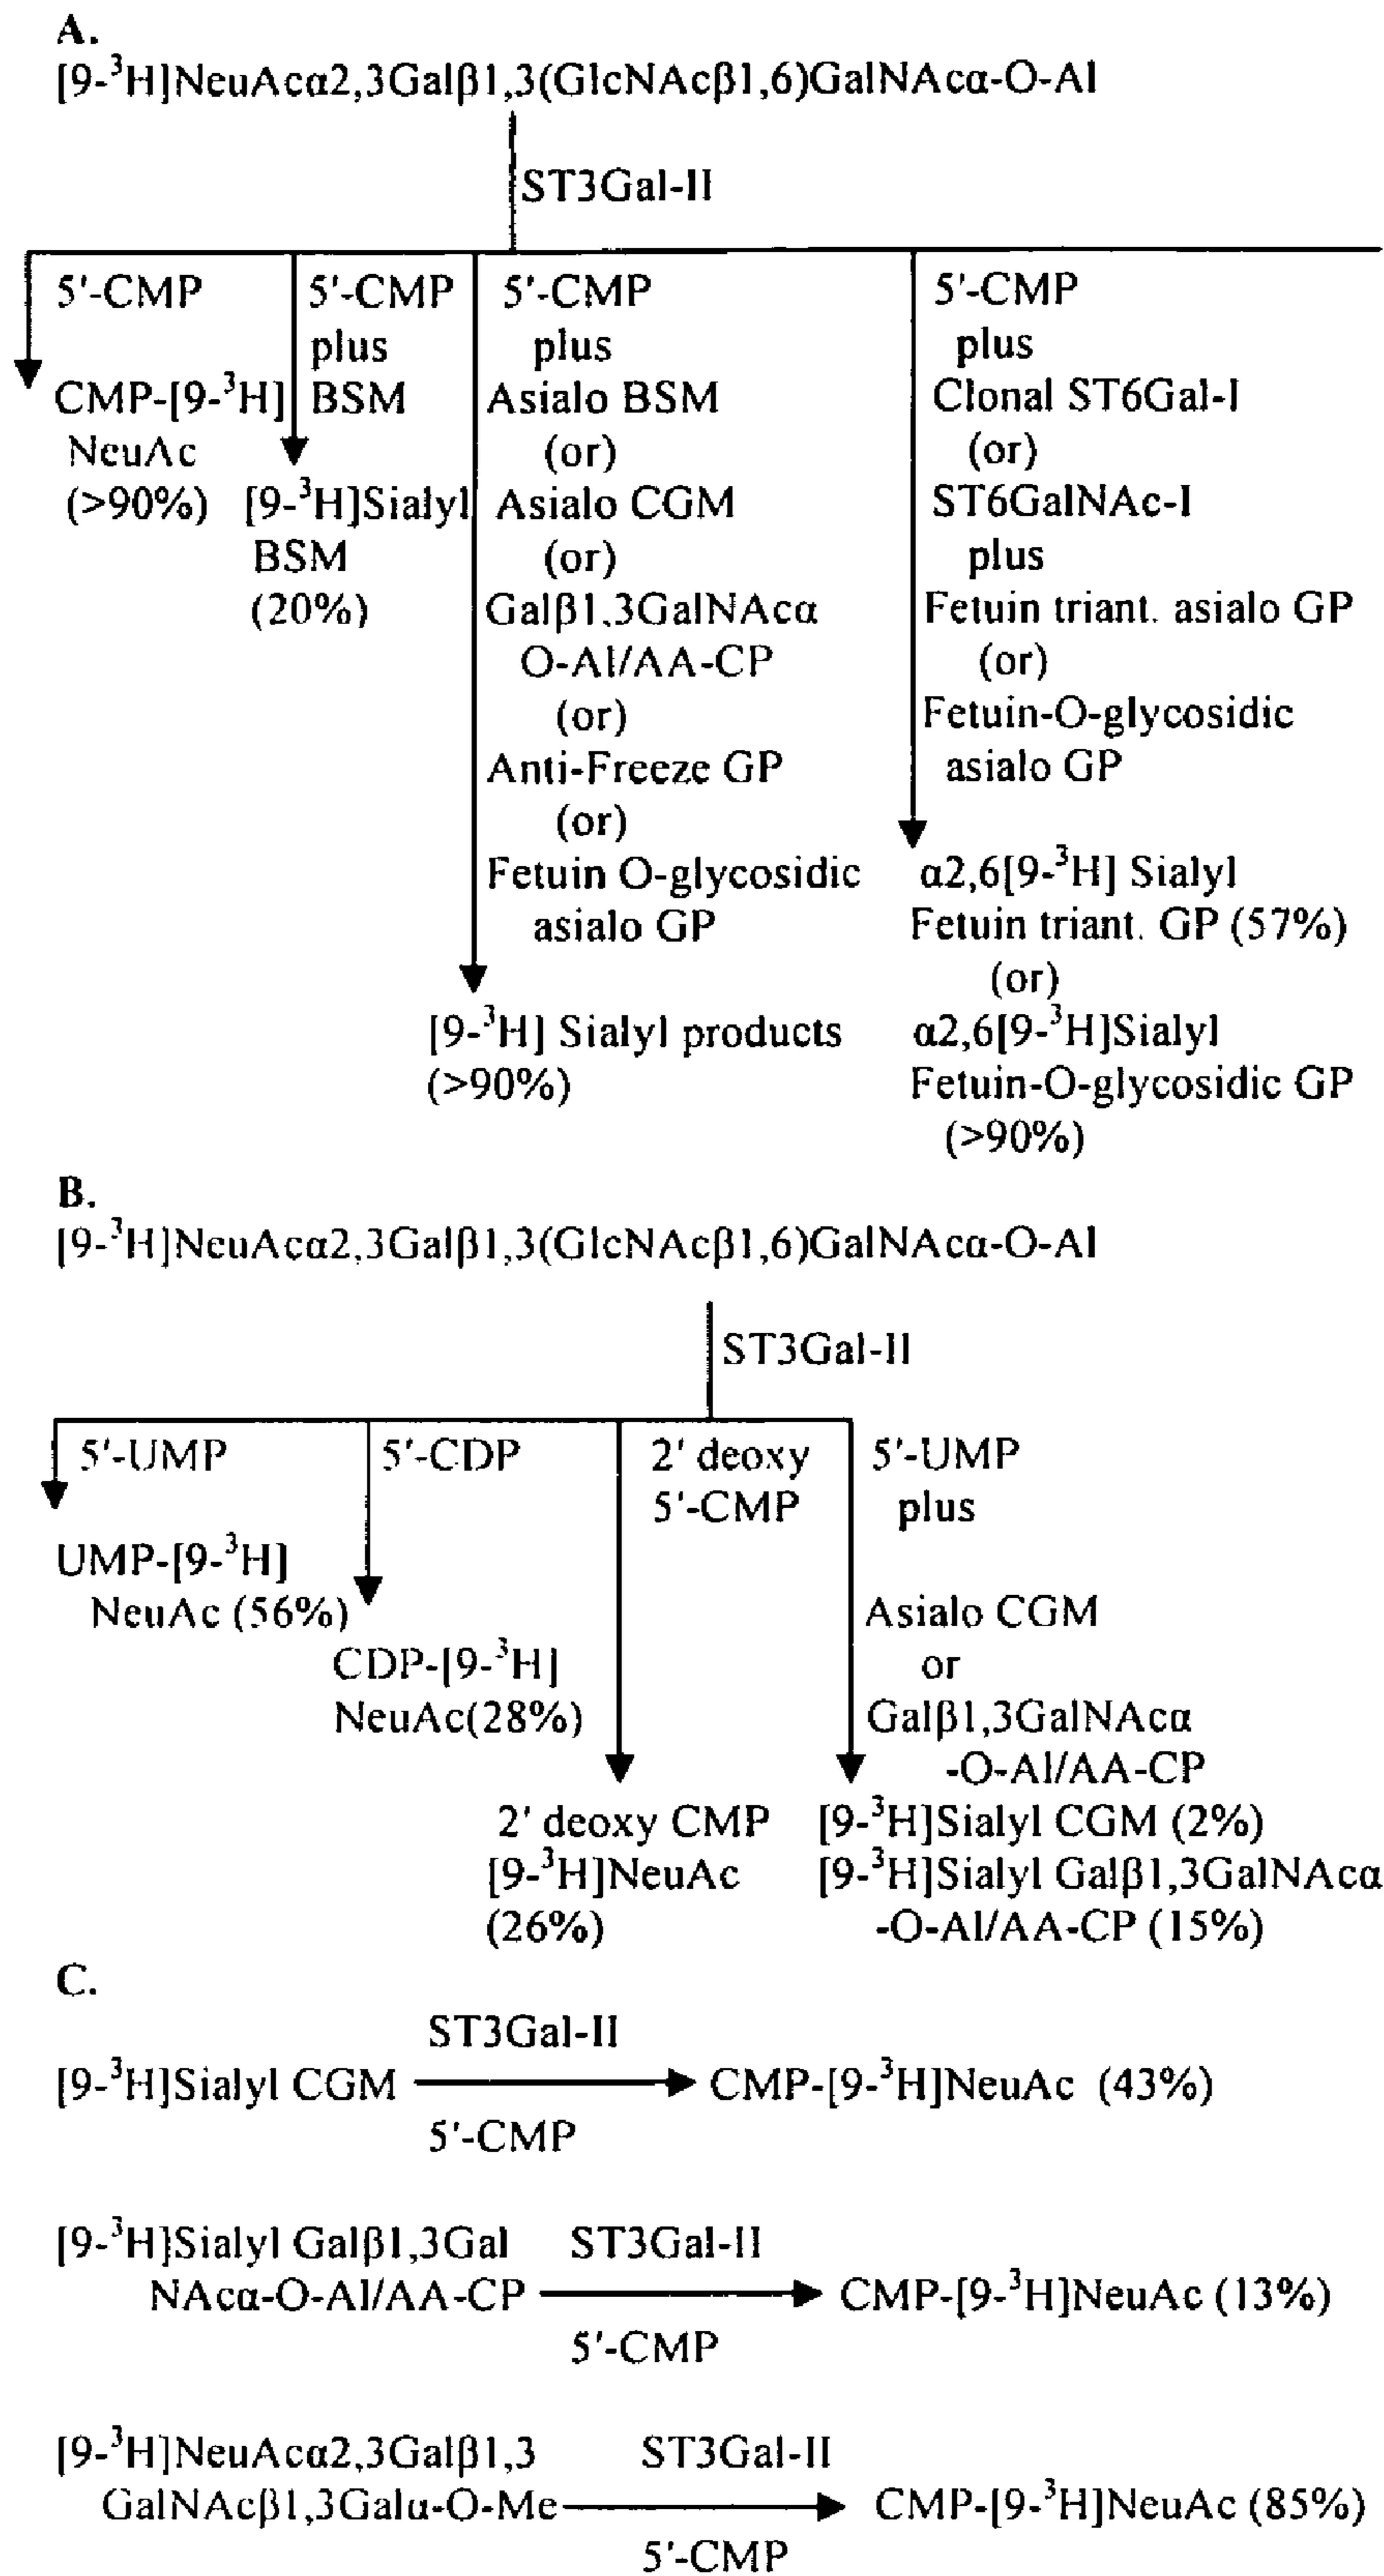 A.
[9-³H]NeuAcα2,3Galβ1,3(GlcNAcβ1,6)GalNAcα-O-Al
ST3Gal-II
5'-CMP
CMP-[9-³H]
NeuAc
(>90%)
5'-CMP
plus
BSM
[9-³H]Sialyl
BSM
(20%)
5'-CMP
plus
Asialo BSM
(or)
Asialo CGM
(or)
Galβ1,3GalNAcα
O-Al/AA-CP
(or)
Anti-Freeze GP
(or)
Fetuin O-glycosidic
asialo GP
[9-³H] Sialyl products
(>90%)
5'-CMP
plus
Clonal ST6Gal-I
(or)
ST6GalNAc-I
plus
Fetuin triant. asialo GP
(or)
Fetuin-O-glycosidic
asialo GP
α2,6[9-³H] Sialyl
Fetuin triant. GP (57%)
(or)
α2,6[9-³H]Sialyl
Fetuin-O-glycosidic GP
(>90%)
B.
[9-³H]NeuAcα2,3Galβ1,3(GlcNAcβ1,6)GalNAcα-O-Al
ST3Gal-II
5'-UMP
UMP-[9-³H]
NeuAc (56%)
5'-CDP
CDP-[9-³H]
NeuAc(28%)
2' deoxy
5'-CMP
2' deoxy CMP
[9-³H]NeuAc
(26%)
5'-UMP
plus
Asialo CGM
or
Galβ1,3GalNAcα
-O-Al/AA-CP
[9-³H]Sialyl CGM (2%)
[9-³H]Sialyl Galβ1,3GalNAcα
-O-Al/AA-CP (15%)
C.
ST3Gal-II
[9-³H]Sialyl CGM CMP-[9-³H]NeuAc (43%)
5'-CMP
[9-³H]Sialyl Galβ1,3Gal ST3Gal-II
NAcα-O-Al/AA-CP CMP-[9-³H]NeuAc (13%)
5'-CMP
[9-³H]NeuAcα2,3Galβ1,3 ST3Gal-II
GalNAcβ1,3Galα-O-Me CMP-[9-³H]NeuAc (85%)
5'-CMP